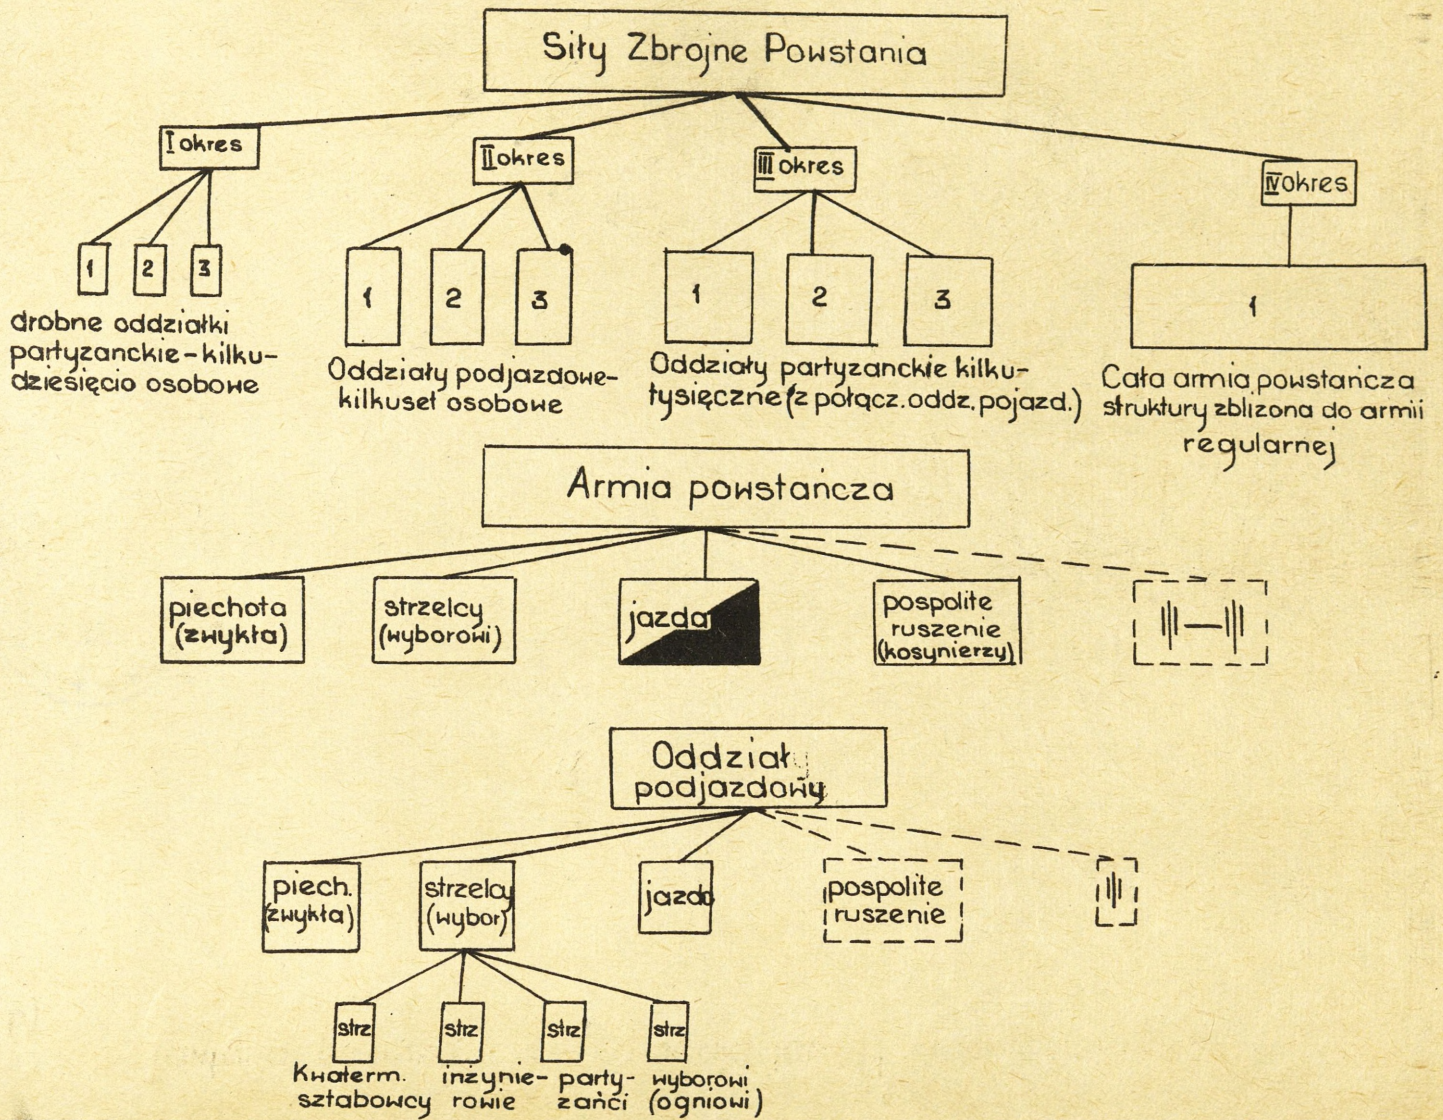 Siły Zbrojne Powstania
I okres
II okres
III okres
IV okres
1
2
3
1
2
3
1
2
3
1
drobne oddziałki
partyzanckie - kilku-
dziesięcio osobowe
Oddziały podjazdowe-
kilkuset osobowe
Oddziały partyzanckie kilku-
tysięczne (z połącz. oddz. pojazd.)
Cała armia powstańcza
struktury zbliżona do armii
regularnej
Armia powstańcza
piechota
(zwykła)
strzelcy
(wyborowi)
jazda
pospolite
ruszenie
(kosynierzy)
Oddziały
podjazdowy
piech.
(zwykła)
strzelcy
(wybor)
jazda
pospolite
ruszenie
strz
strz
strz
strz
Kwaterm.
sztabowcy
inżynie-
rowie
party-
zańci
wyborowi
(ogniowi)